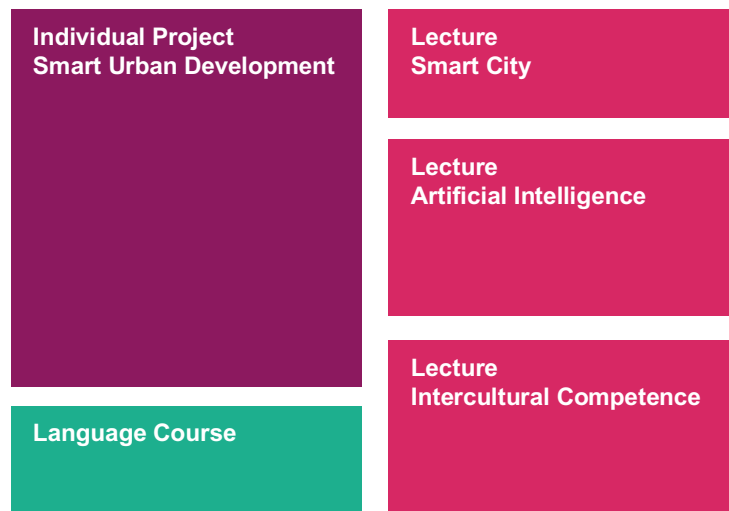 Individual Project
Smart Urban Development
Language Course
Lecture
Smart City
Lecture
Artificial Intelligence
Lecture
Intercultural Competence